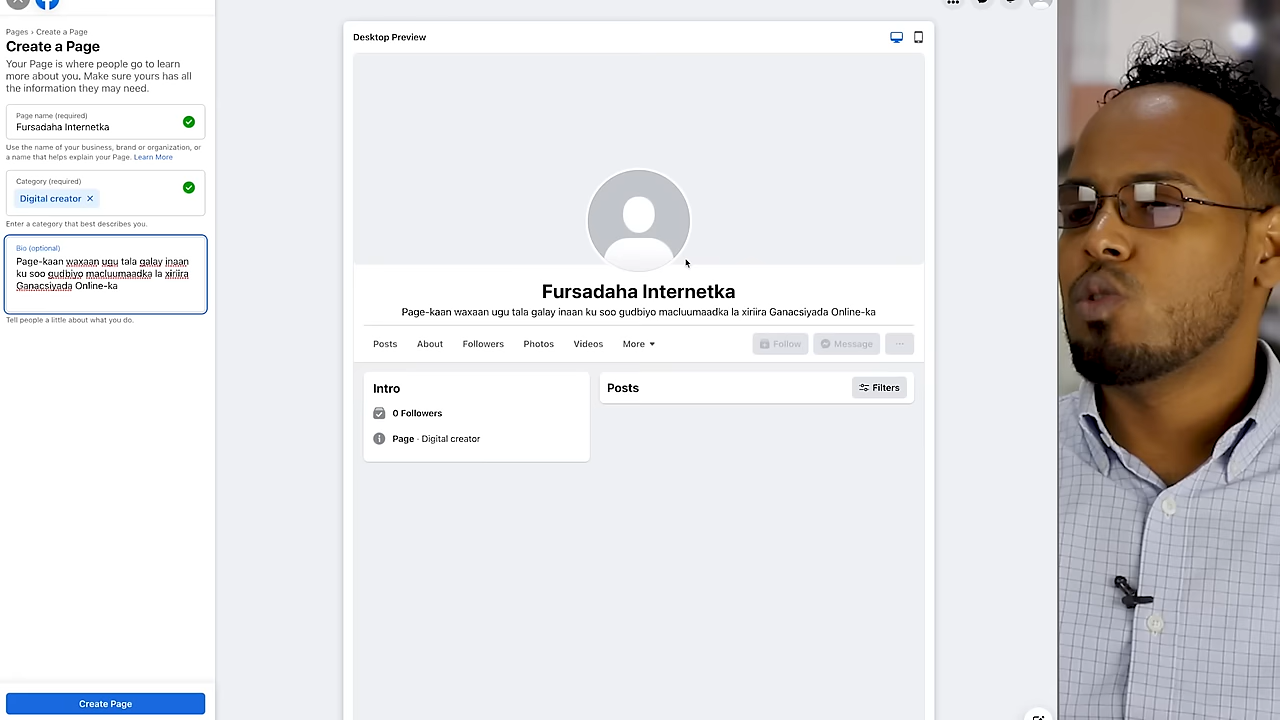 Pages › Create a Page
Create a Page
Your Page is where people go to learn
more about you. Make sure yours has all
the information they may need.
Page name (required)
Fursadaha Internetka
Use the name of your business, brand or organization, or
a name that helps explain your Page. Learn More
Category (required)
Digital creator
Enter a category that best describes you.
Bio (optional)
Page-kaan waxaan ugu tala galay inaan
ku soo gudbiyo macluumaadka la xiriira
Ganacsiyada Online-ka
Tell people a little about what you do.
Create Page
Desktop Preview
Fursadaha Internetka
Page-kaan waxaan ugu tala galay inaan ku soo gudbiyo macluumaadka la xiriira Ganacsiyada Online-ka
Posts About Followers Photos Videos More Follow Message
Intro
0 Followers
Page · Digital creator
Posts Filters